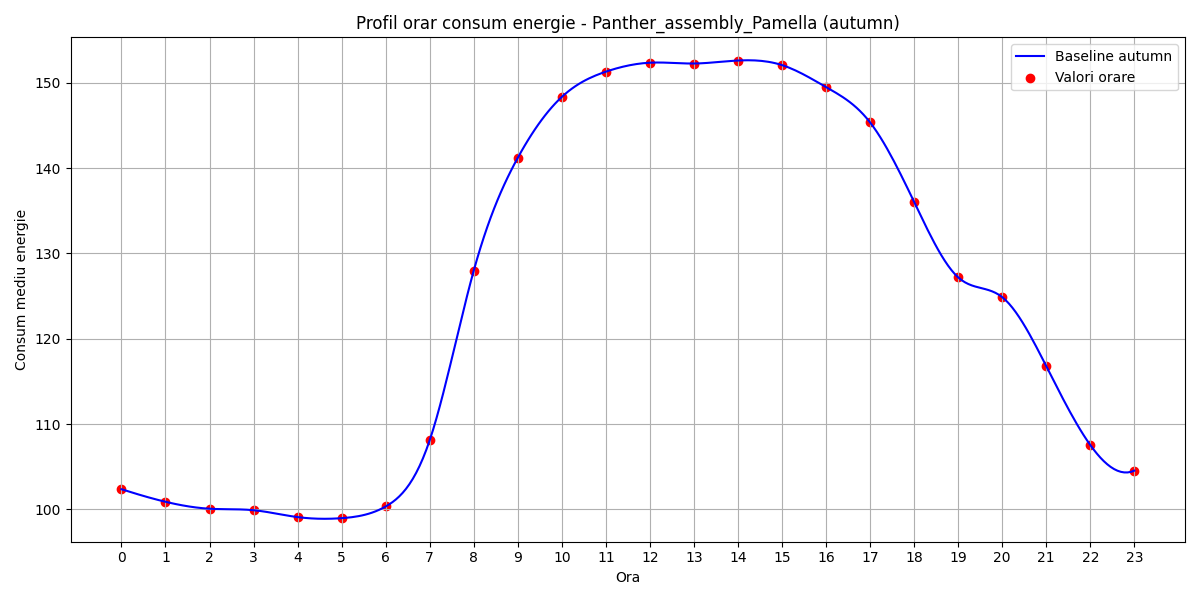 Profil orar consum energie - Panther_assembly_Pamella (autumn)
Baseline autumn
Valori orare
Consum mediu energie
150
140
130
120
110
100
0 1 2 3 4 5 6 7 8 9 10 11 12 13 14 15 16 17 18 19 20 21 22 23
Ora